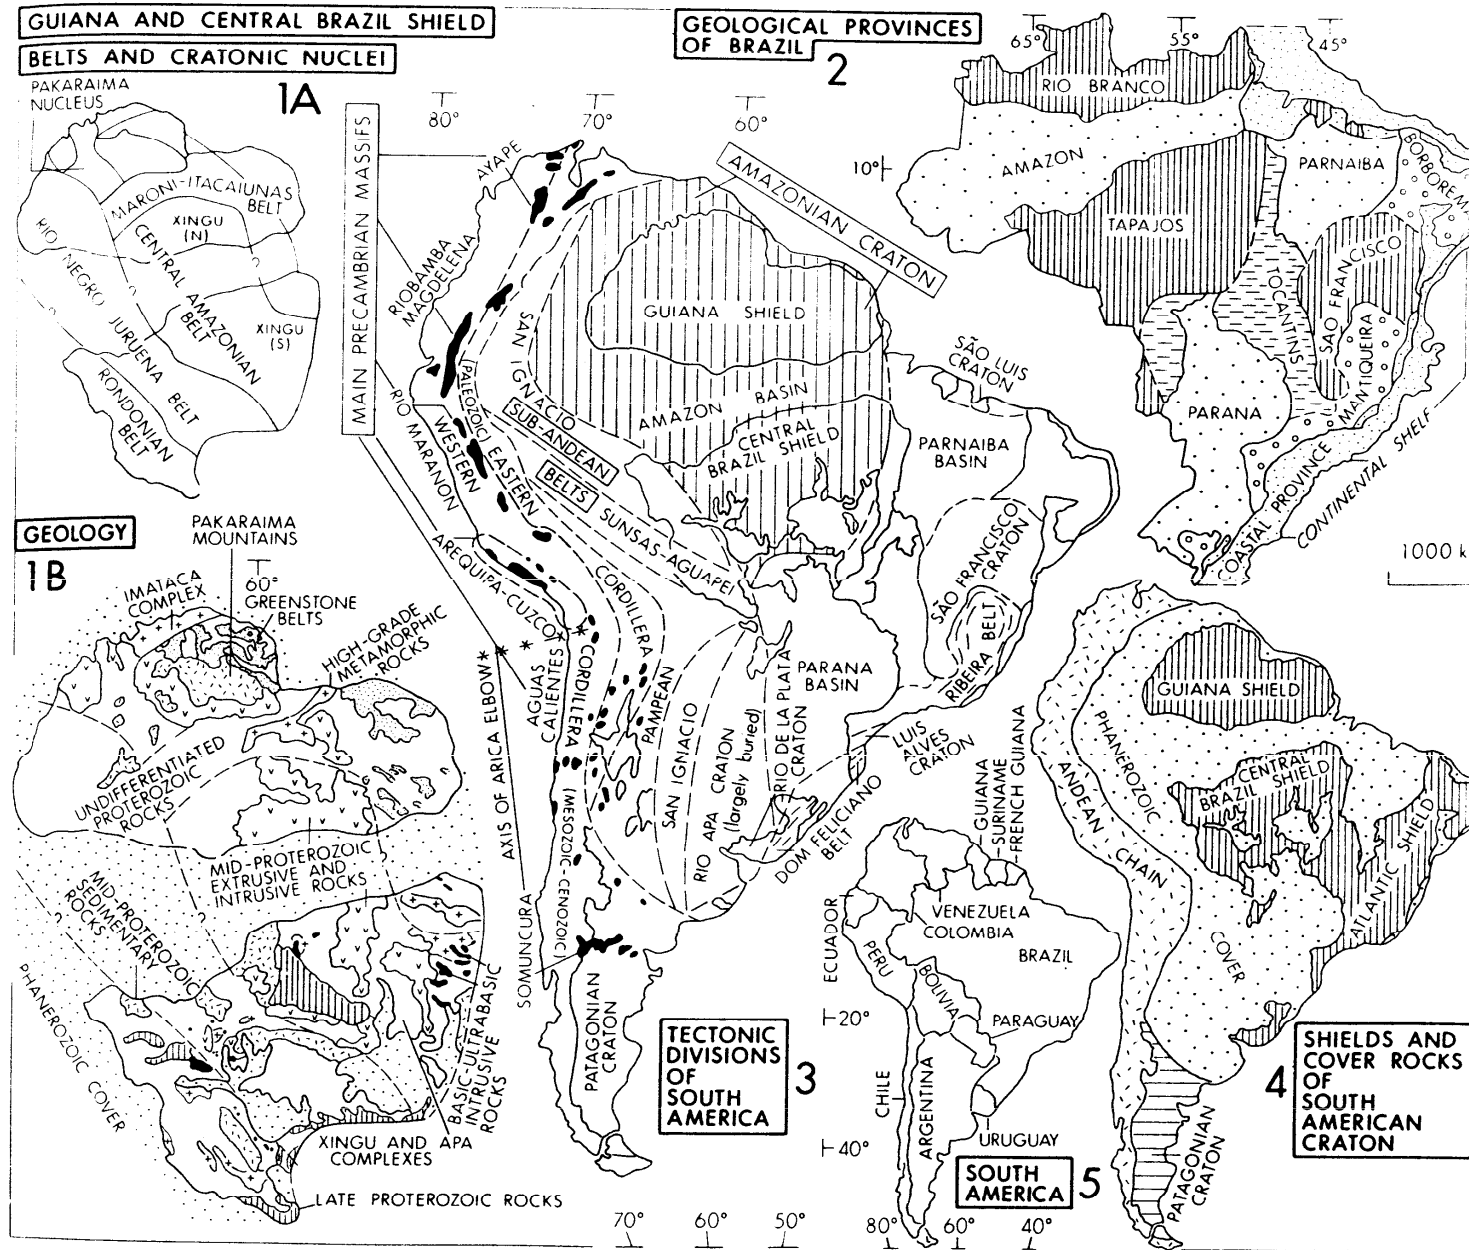 GUIANA AND CENTRAL BRAZIL SHIELD
BELTS AND CRATONIC NUCLEI
1A
PAKARAIMA
NUCLEUS
MARONI-ITACAIUNAS
BELT
XINGU
(N)
CENTRAL AMAZONIAN
BELT
RIO NEGRO JURUENA BELT
XINGU
(S)
RONDONIAN
BELT
GEOLOGY
1B
PAKARAIMA
MOUNTAINS
IMATACA
COMPLEX
60°
GREENSTONE
BELTS
HIGH-GRADE
METAMORPHIC
ROCKS
UNDIFFERENTIATED
PROTEROZOIC
ROCKS
MID-PROTEROZOIC
EXTRUSIVE AND
INTRUSIVE ROCKS
MID-PROTEROZOIC
SEDIMENTARY
ROCKS
PHANEROZOIC COVER
BASIC-ULTRABASIC
INTRUSIVE
ROCKS
XINGU AND APA
COMPLEXES
LATE PROTEROZOIC ROCKS
GEOLOGICAL PROVINCES
OF BRAZIL
2
65°
55°
45°
10°
RIO BRANCO
AMAZON
PARNAIBA
BORBOREMA
TAPAJOS
TOCANTINS
SAO FRANCISCO
MANTIQUEIRA
PARANA
COASTAL PROVINCE
CONTINENTAL SHELF
1000 k
MAIN PRECAMBRIAN MASSIFS
80°
70°
60°
AYAPE
RIOBAMBA
MAGDELENA
AMAZONIAN CRATON
GUIANA SHIELD
SAN IGNACIO
AMAZON BASIN
CENTRAL
BRAZIL SHIELD
SÃO LUIS
CRATON
PARNAIBA
BASIN
RIO MARANON
WESTERN
(PALEOZOIC)
EASTERN
SUB-ANDEAN
BELTS
SUNSAS-AGUAPEI
AREQUIPA-CUZCO
CORDILLERA
SÃO FRANCISCO
CRATON
RIBEIRA
BELT
AXIS OF ARICA ELBOW
AGUAS
CALIENTES
CORDILLERA
(MESOZOIC-CENOZOIC)
PAMPEAN
SAN IGNACIO
RIO APA CRATON
(largely buried)
RIO DE LA PLATA
CRATON
PARANA
BASIN
LUIS
ALVES
CRATON
DOM FELICIANO
BELT
SOMUNCURA
PATAGONIAN
CRATON
TECTONIC
DIVISIONS
OF
SOUTH
AMERICA
3
70°
60°
50°
GUIANA
SURINAME
FRENCH GUIANA
VENEZUELA
COLOMBIA
ECUADOR
PERU
BRAZIL
BOLIVIA
PARAGUAY
20°
CHILE
ARGENTINA
40°
URUGUAY
SOUTH
AMERICA
5
80°
60°
40°
GUIANA SHIELD
PHANEROZOIC
COVER
ANDEAN CHAIN
CENTRAL
BRAZIL SHIELD
ATLANTIC SHIELD
PATAGONIAN
CRATON
4
SHIELDS AND
COVER ROCKS
OF
SOUTH
AMERICAN
CRATON